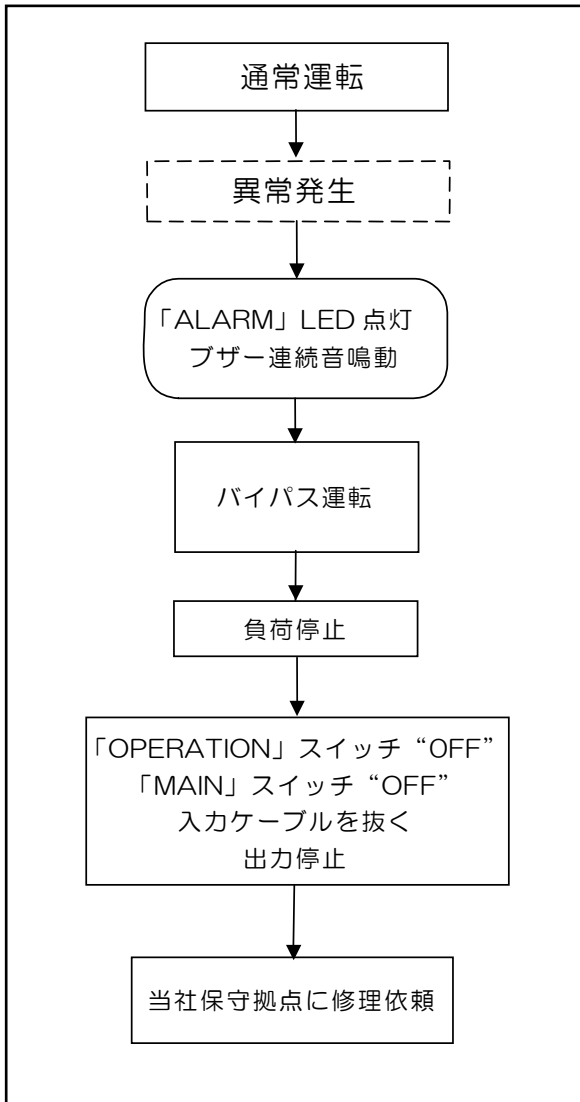 通常運転
異常発生
「ALARM」LED 点灯
ブザー連続音鳴動
バイパス運転
負荷停止
「OPERATION」スイッチ “OFF”
「MAIN」スイッチ “OFF”
入力ケーブルを抜く
出力停止
当社保守拠点に修理依頼